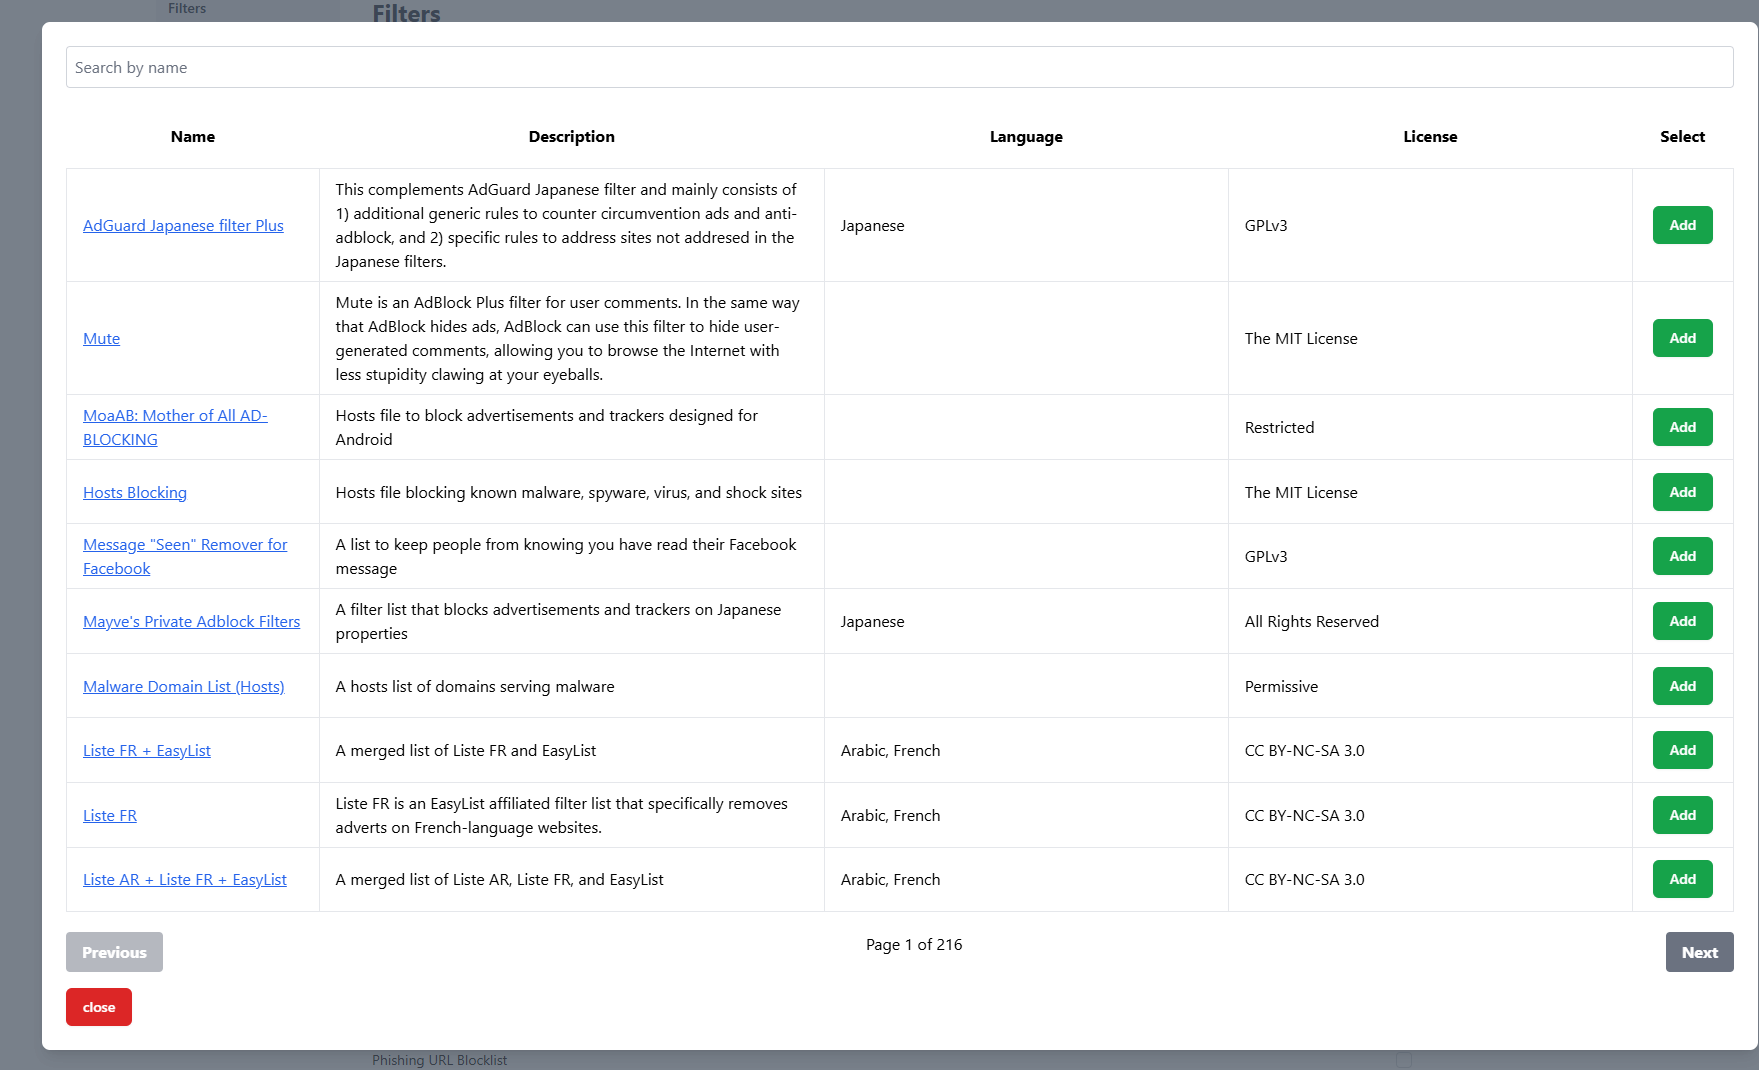 Filters
Filters
Search by name
Name Description Language License Select
AdGuard Japanese filter Plus
This complements AdGuard Japanese filter and mainly consists of
1) additional generic rules to counter circumvention ads and anti-
adblock, and 2) specific rules to address sites not addresed in the
Japanese filters.
Japanese
GPLv3
Add
Mute
Mute is an AdBlock Plus filter for user comments. In the same way
that AdBlock hides ads, AdBlock can use this filter to hide user-
generated comments, allowing you to browse the Internet with
less stupidity clawing at your eyeballs.
The MIT License
Add
MoaAB: Mother of All AD-
BLOCKING
Hosts file to block advertisements and trackers designed for
Android
Restricted
Add
Hosts Blocking
Hosts file blocking known malware, spyware, virus, and shock sites
The MIT License
Add
Message "Seen" Remover for
Facebook
A list to keep people from knowing you have read their Facebook
message
GPLv3
Add
Mayve's Private Adblock Filters
A filter list that blocks advertisements and trackers on Japanese
properties
Japanese
All Rights Reserved
Add
Malware Domain List (Hosts)
A hosts list of domains serving malware
Permissive
Add
Liste FR + EasyList
A merged list of Liste FR and EasyList
Arabic, French
CC BY-NC-SA 3.0
Add
Liste FR
Liste FR is an EasyList affiliated filter list that specifically removes
adverts on French-language websites.
Arabic, French
CC BY-NC-SA 3.0
Add
Liste AR + Liste FR + EasyList
A merged list of Liste AR, Liste FR, and EasyList
Arabic, French
CC BY-NC-SA 3.0
Add
Previous
Page 1 of 216
Next
close
Phishing URL Blocklist